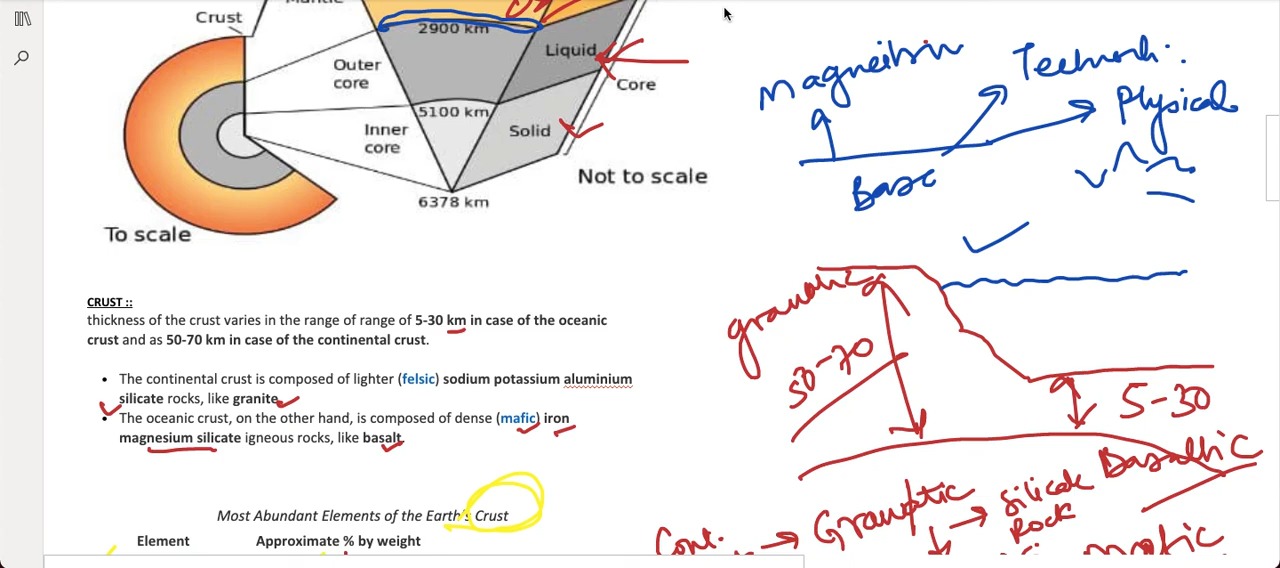 Crust
Mantle
2900 km
Liquid
Outer
core
Core
5100 km
Inner
core
Solid
Not to scale
6378 km
To scale
Magnetism
Physical
Base
CRUST ::
thickness of the crust varies in the range of range of 5-30 km in case of the oceanic
crust and as 50-70 km in case of the continental crust.
• The continental crust is composed of lighter (felsic) sodium potassium aluminium
silicate rocks, like granite.
• The oceanic crust, on the other hand, is composed of dense (mafic) iron
magnesium silicate igneous rocks, like basalt.
Most Abundant Elements of the Earth's Crust
Element Approximate % by weight
50-70
5-30
Basaltic
Cont. → → silicate
Rock
mafic